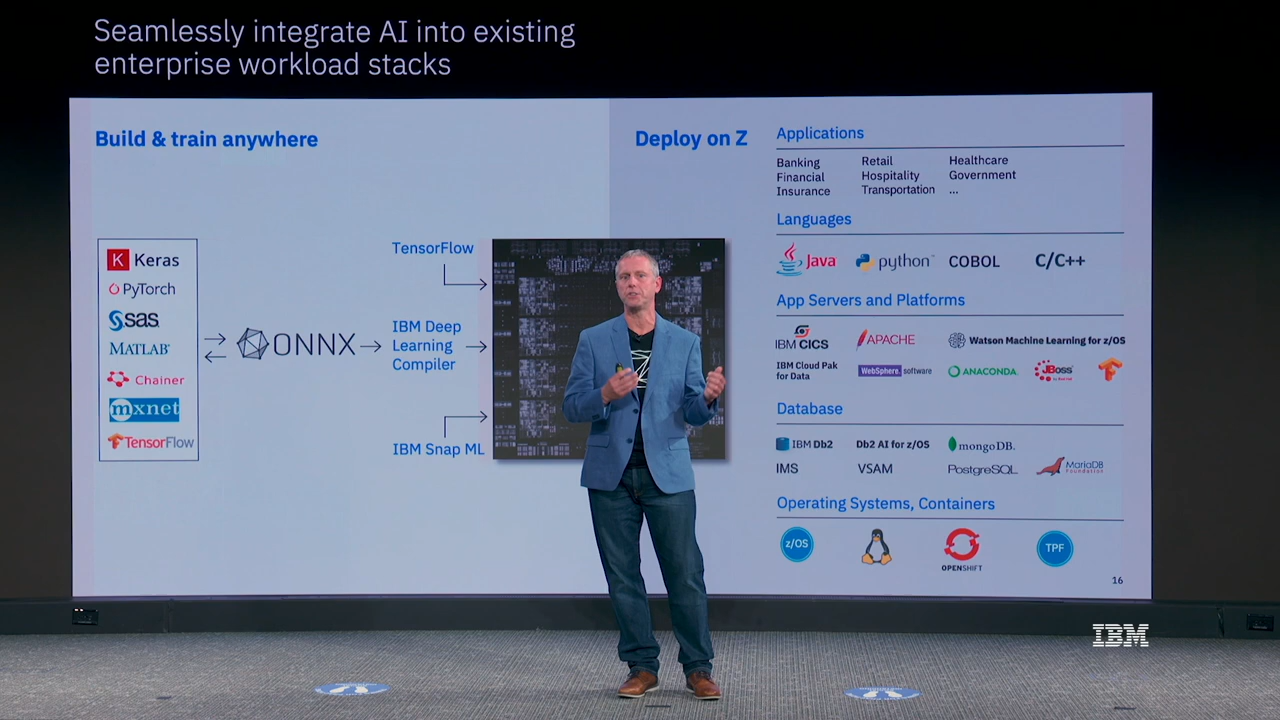 Seamlessly integrate AI into existing
enterprise workload stacks
Build & train anywhere
Keras
PyTorch
sas
MATLAB
Chainer
mxnet
TensorFlow
ONNX
TensorFlow
IBM Deep
Learning
Compiler
IBM Snap ML
Deploy on Z
Applications
Banking Retail Healthcare
Financial Hospitality Government
Insurance Transportation ...
Languages
Java python COBOL C/C++
App Servers and Platforms
IBM CICS APACHE Watson Machine Learning for z/OS
IBM Cloud Pak
for Data
WebSphere. software ANACONDA JBoss
by Red Hat
Database
IBM Db2 Db2 AI for z/OS mongoDB.
IMS VSAM PostgreSQL MariaDB
Foundation
Operating Systems, Containers
z/OS OPENSHIFT TPF
16
IBM